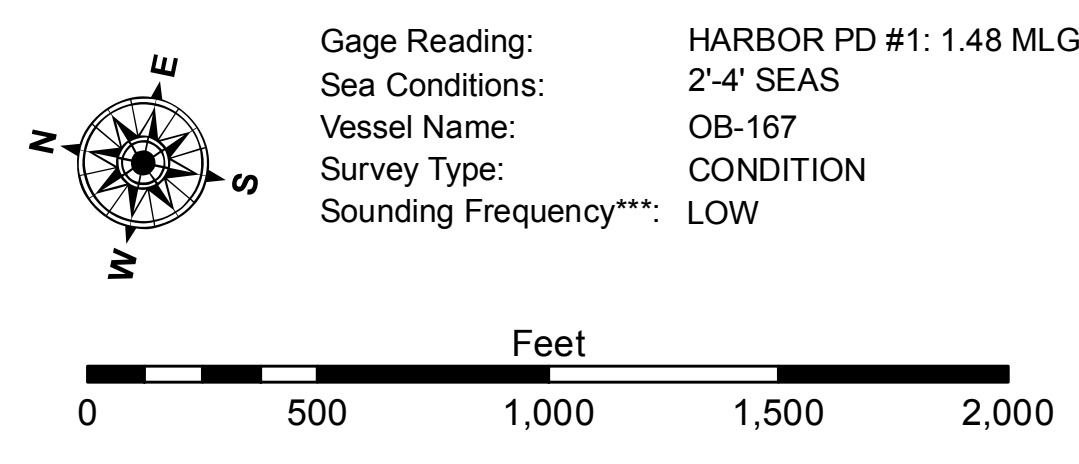 N
E
S
W
Gage Reading: HARBOR PD #1: 1.48 MLG
Sea Conditions: 2'-4' SEAS
Vessel Name: OB-167
Survey Type: CONDITION
Sounding Frequency***: LOW
Feet
0 500 1,000 1,500 2,000